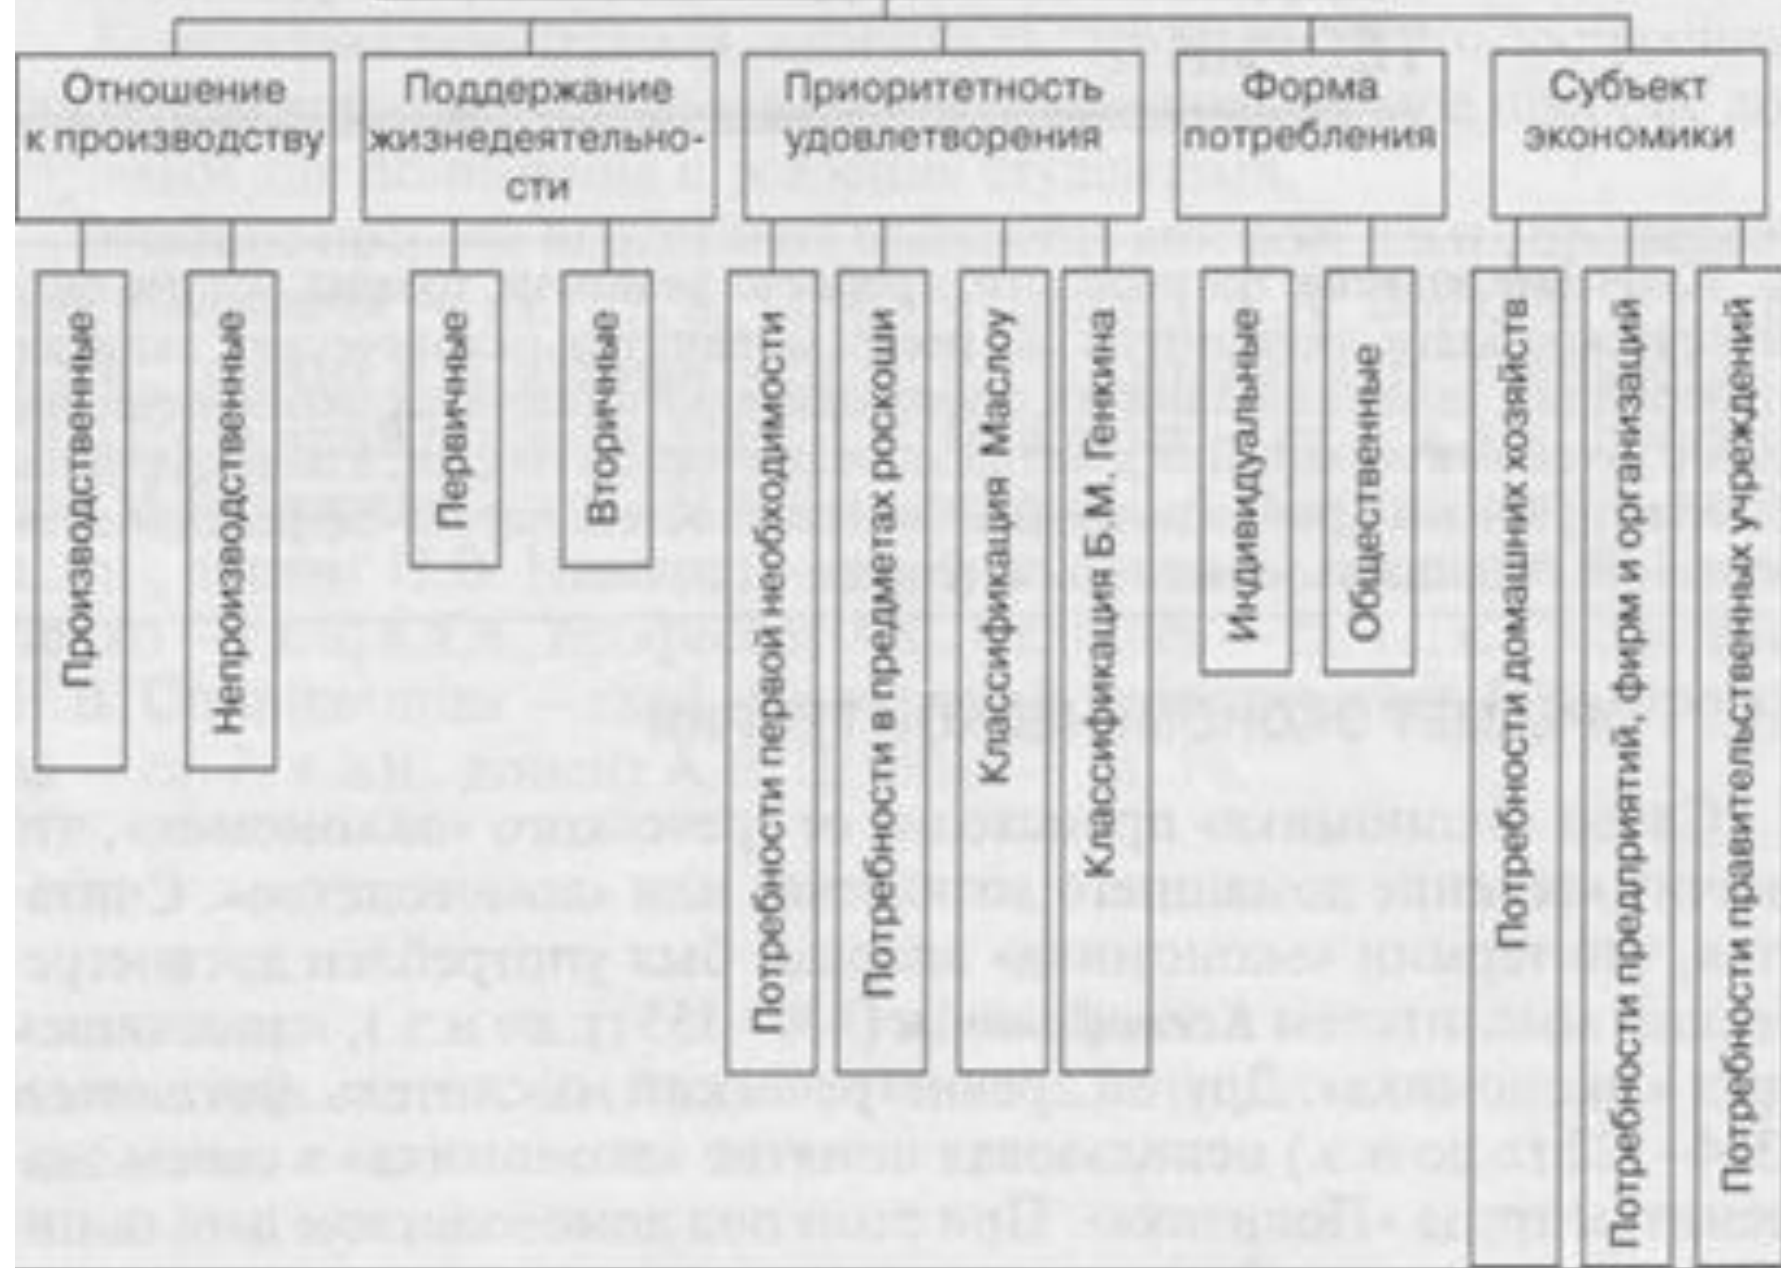 Отношение
к производству
Поддержание
жизнедеятельно-
сти
Приоритетность
удовлетворения
Форма
потребления
Субъект
экономики
Производственные
Непроизводственные
Первичные
Вторичные
Потребности первой необходимости
Потребности в предметах роскоши
Классификация Маслоу
Классификация Б.М. Генкина
Индивидуальные
Общественные
Потребности домашних хозяйств
Потребности предприятий, фирм и организаций
Потребности правительственных учреждений